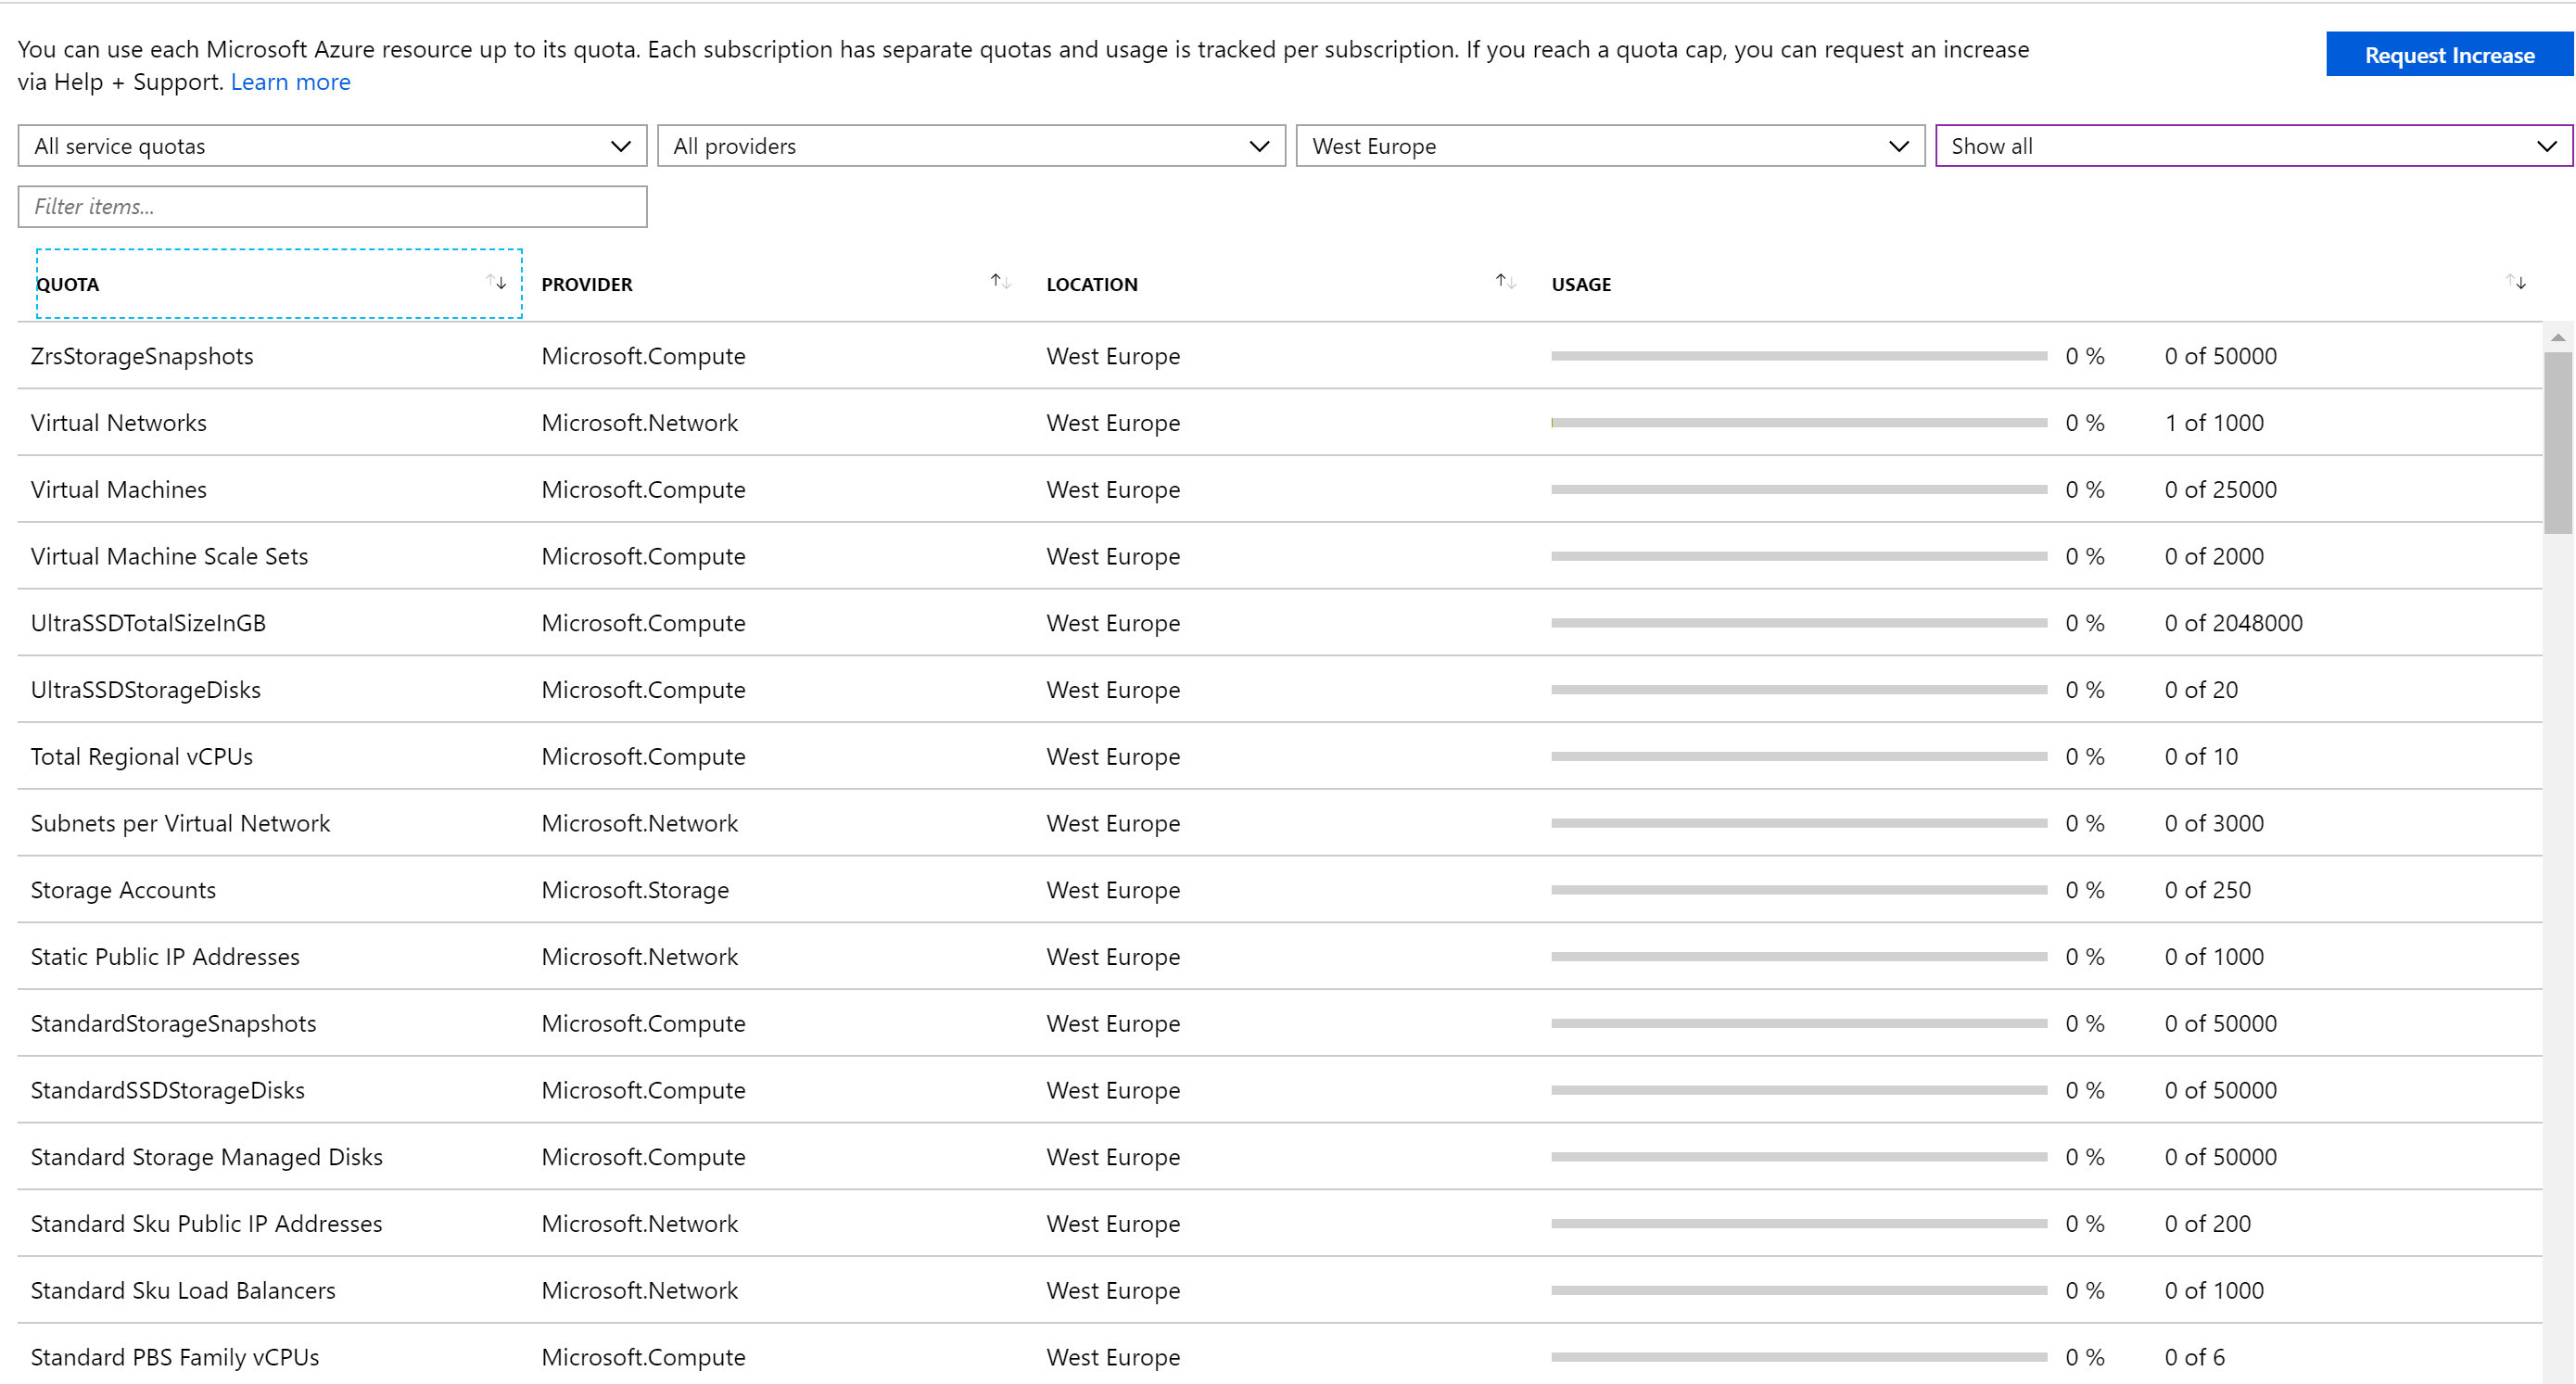 You can use each Microsoft Azure resource up to its quota. Each subscription has separate quotas and usage is tracked per subscription. If you reach a quota cap, you can request an increase
via Help + Support. Learn more
Request Increase
All service quotas
All providers
West Europe
Show all
Filter items...
QUOTA PROVIDER LOCATION USAGE
ZrsStorageSnapshots Microsoft.Compute West Europe 0 % 0 of 50000
Virtual Networks Microsoft.Network West Europe 0 % 1 of 1000
Virtual Machines Microsoft.Compute West Europe 0 % 0 of 25000
Virtual Machine Scale Sets Microsoft.Compute West Europe 0 % 0 of 2000
UltraSSDTotalSizeInGB Microsoft.Compute West Europe 0 % 0 of 2048000
UltraSSDStorageDisks Microsoft.Compute West Europe 0 % 0 of 20
Total Regional vCPUs Microsoft.Compute West Europe 0 % 0 of 10
Subnets per Virtual Network Microsoft.Network West Europe 0 % 0 of 3000
Storage Accounts Microsoft.Storage West Europe 0 % 0 of 250
Static Public IP Addresses Microsoft.Network West Europe 0 % 0 of 1000
StandardStorageSnapshots Microsoft.Compute West Europe 0 % 0 of 50000
StandardSSDStorageDisks Microsoft.Compute West Europe 0 % 0 of 50000
Standard Storage Managed Disks Microsoft.Compute West Europe 0 % 0 of 50000
Standard Sku Public IP Addresses Microsoft.Network West Europe 0 % 0 of 200
Standard Sku Load Balancers Microsoft.Network West Europe 0 % 0 of 1000
Standard PBS Family vCPUs Microsoft.Compute West Europe 0 % 0 of 6